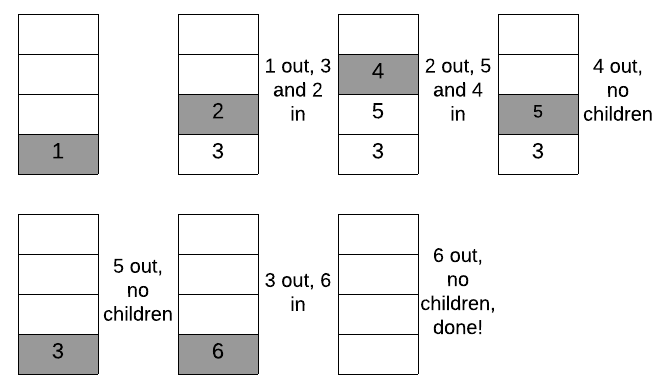 1
2
3
1 out, 3
and 2
in
4
5
3
2 out, 5
and 4
in
5
3
4 out,
no
children
3
5 out,
no
children
6
3 out, 6
in
6 out,
no
children,
done!